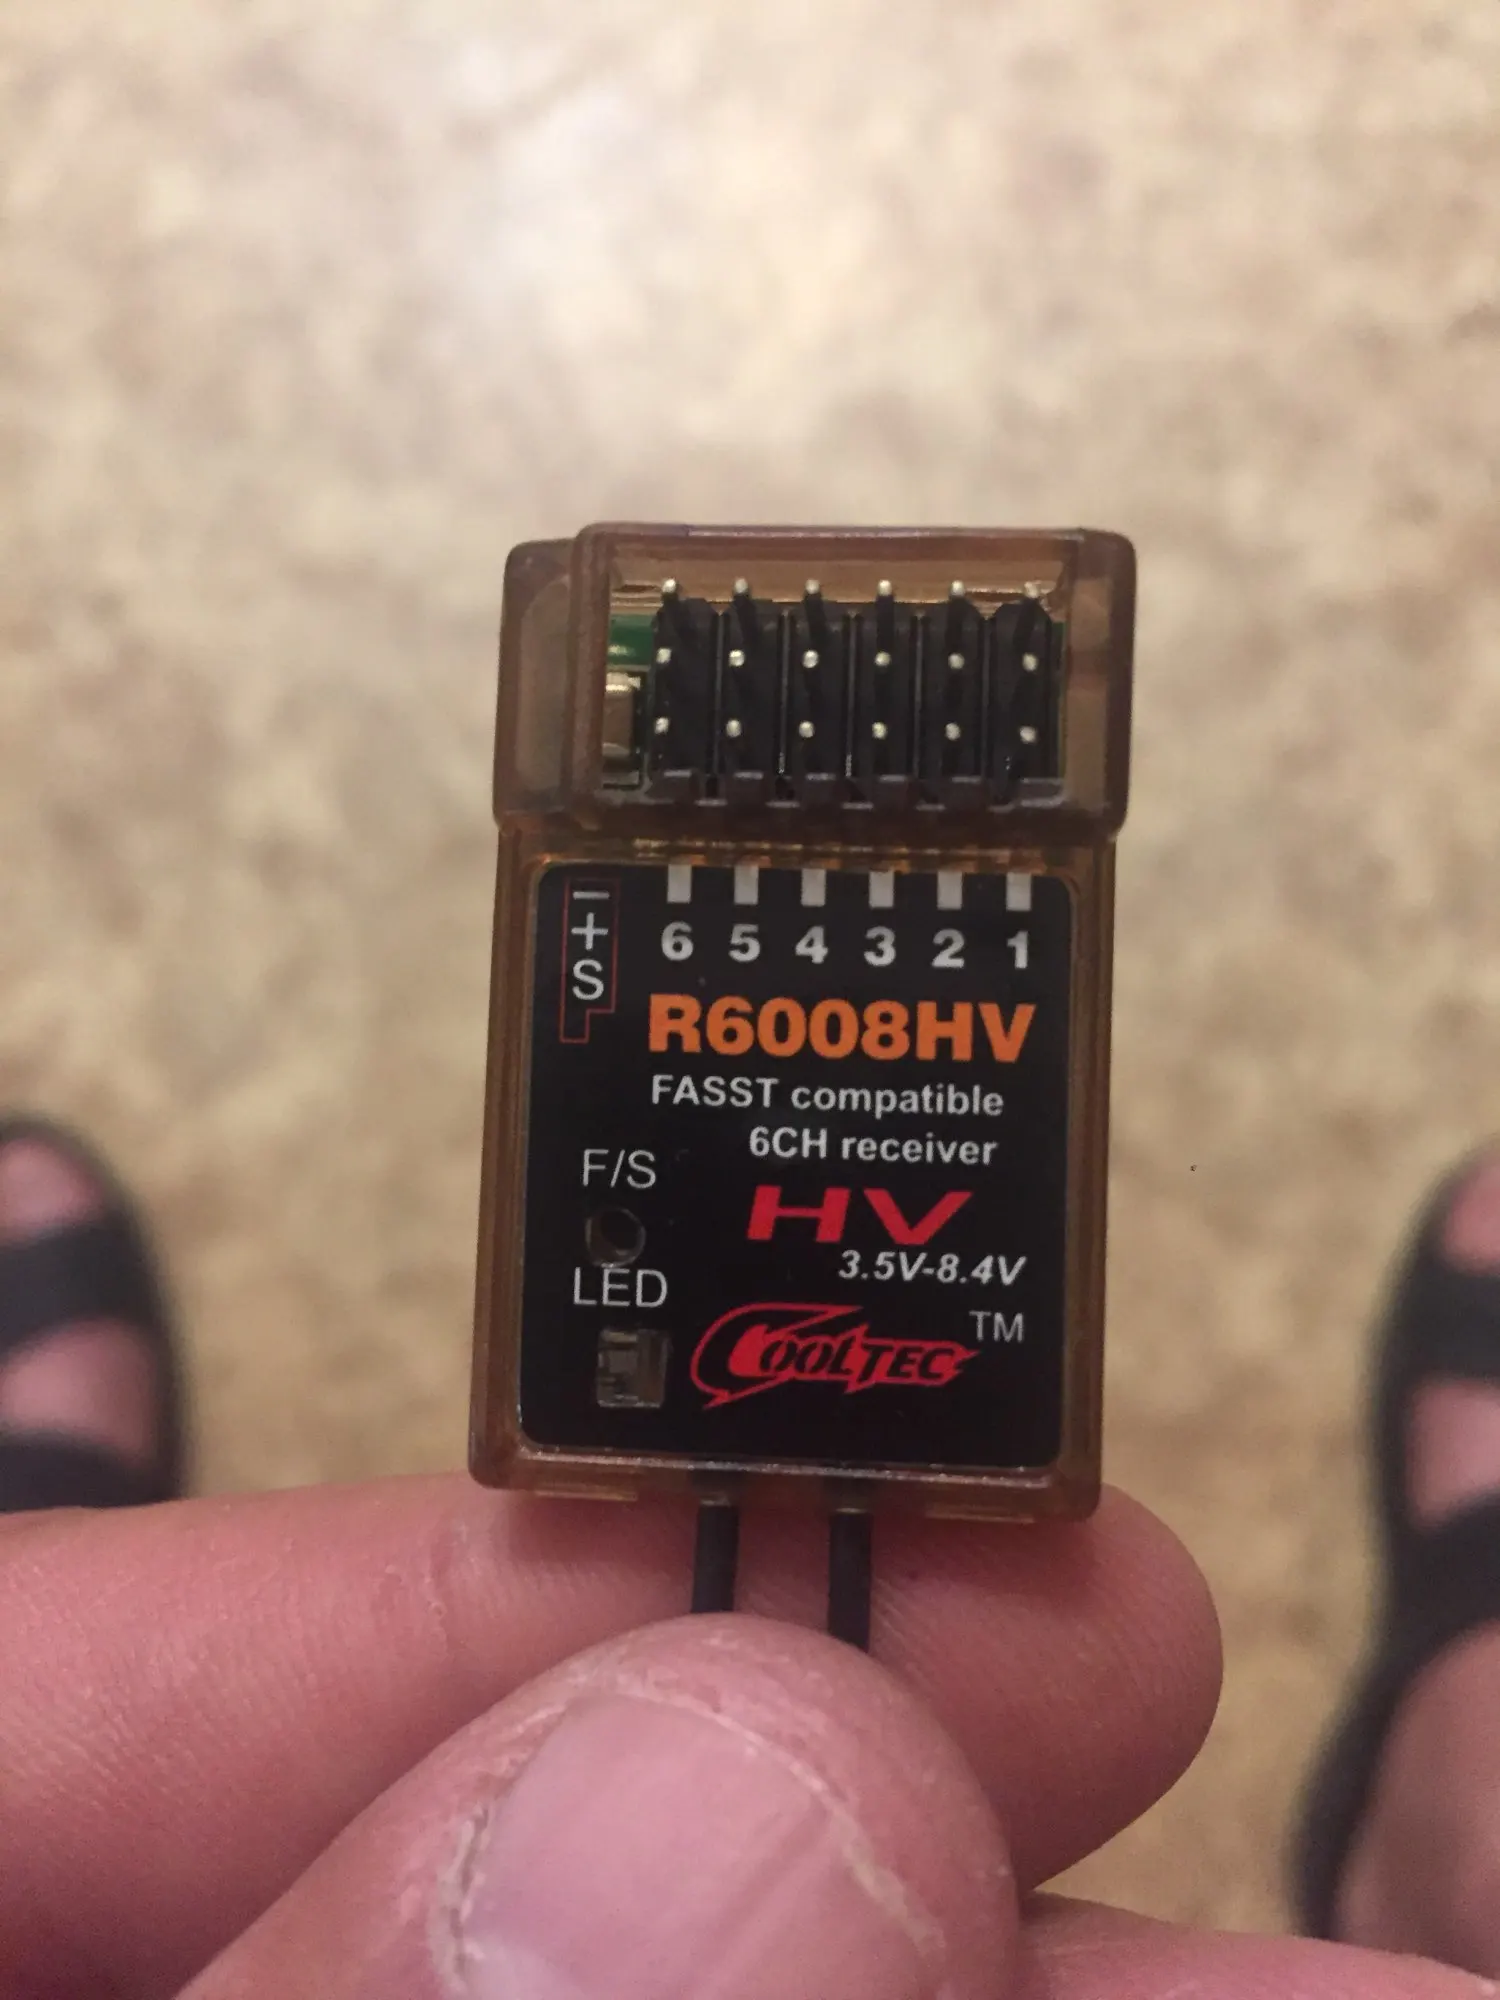 −
+
S
6 5 4 3 2 1
R6008HV
FASST compatible
6CH receiver
F/S
HV
3.5V-8.4V
LED
COOLTEC TM